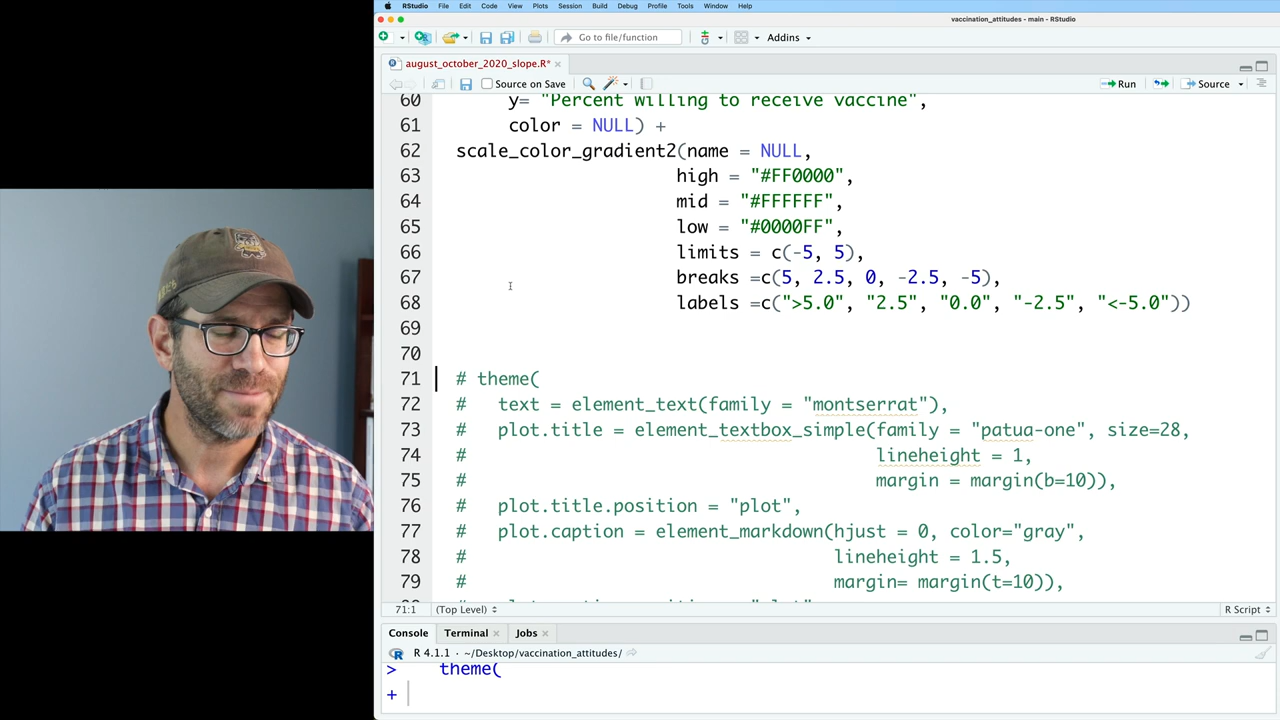 RStudio File Edit Code View Plots Session Build Debug Profile Tools Window Help
vaccination_attitudes - main - RStudio
Go to file/function Addins
august_october_2020_slope.R*
Source on Save Run Source
60 y= "Percent willing to receive vaccine",
61 color = NULL) +
62 scale_color_gradient2(name = NULL,
63 high = "#FF0000",
64 mid = "#FFFFFF",
65 low = "#0000FF",
66 limits = c(-5, 5),
67 breaks =c(5, 2.5, 0, -2.5, -5),
68 labels =c(">5.0", "2.5", "0.0", "-2.5", "<-5.0"))
69
70
71 # theme(
72 # text = element_text(family = "montserrat"),
73 # plot.title = element_textbox_simple(family = "patua-one", size=28,
74 # lineheight = 1,
75 # margin = margin(b=10)),
76 # plot.title.position = "plot",
77 # plot.caption = element_markdown(hjust = 0, color="gray",
78 # lineheight = 1.5,
79 # margin= margin(t=10)),
71:1 (Top Level) R Script
Console Terminal Jobs
R 4.1.1 · ~/Desktop/vaccination_attitudes/
> theme(
+